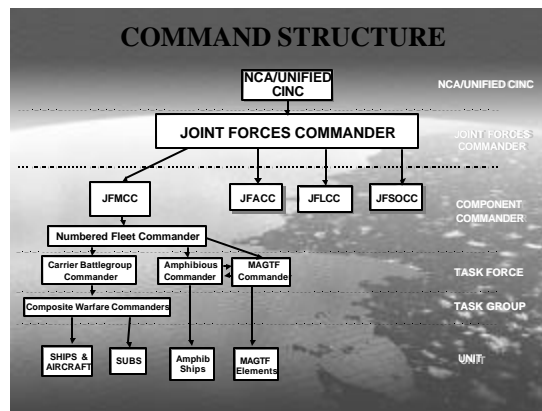 COMMAND STRUCTURE
NCA/UNIFIED
CINC
NCA/UNIFIED CINC
JOINT FORCES COMMANDER
JOINT FORCES
COMMANDER
JFMCC
JFACC
JFLCC
JFSOCC
COMPONENT
COMMANDER
Numbered Fleet Commander
Carrier Battlegroup
Commander
Amphibious
Commander
MAGTF
Commander
TASK FORCE
Composite Warfare Commanders
TASK GROUP
SHIPS &
AIRCRAFT
SUBS
Amphib
Ships
MAGTF
Elements
UNIT